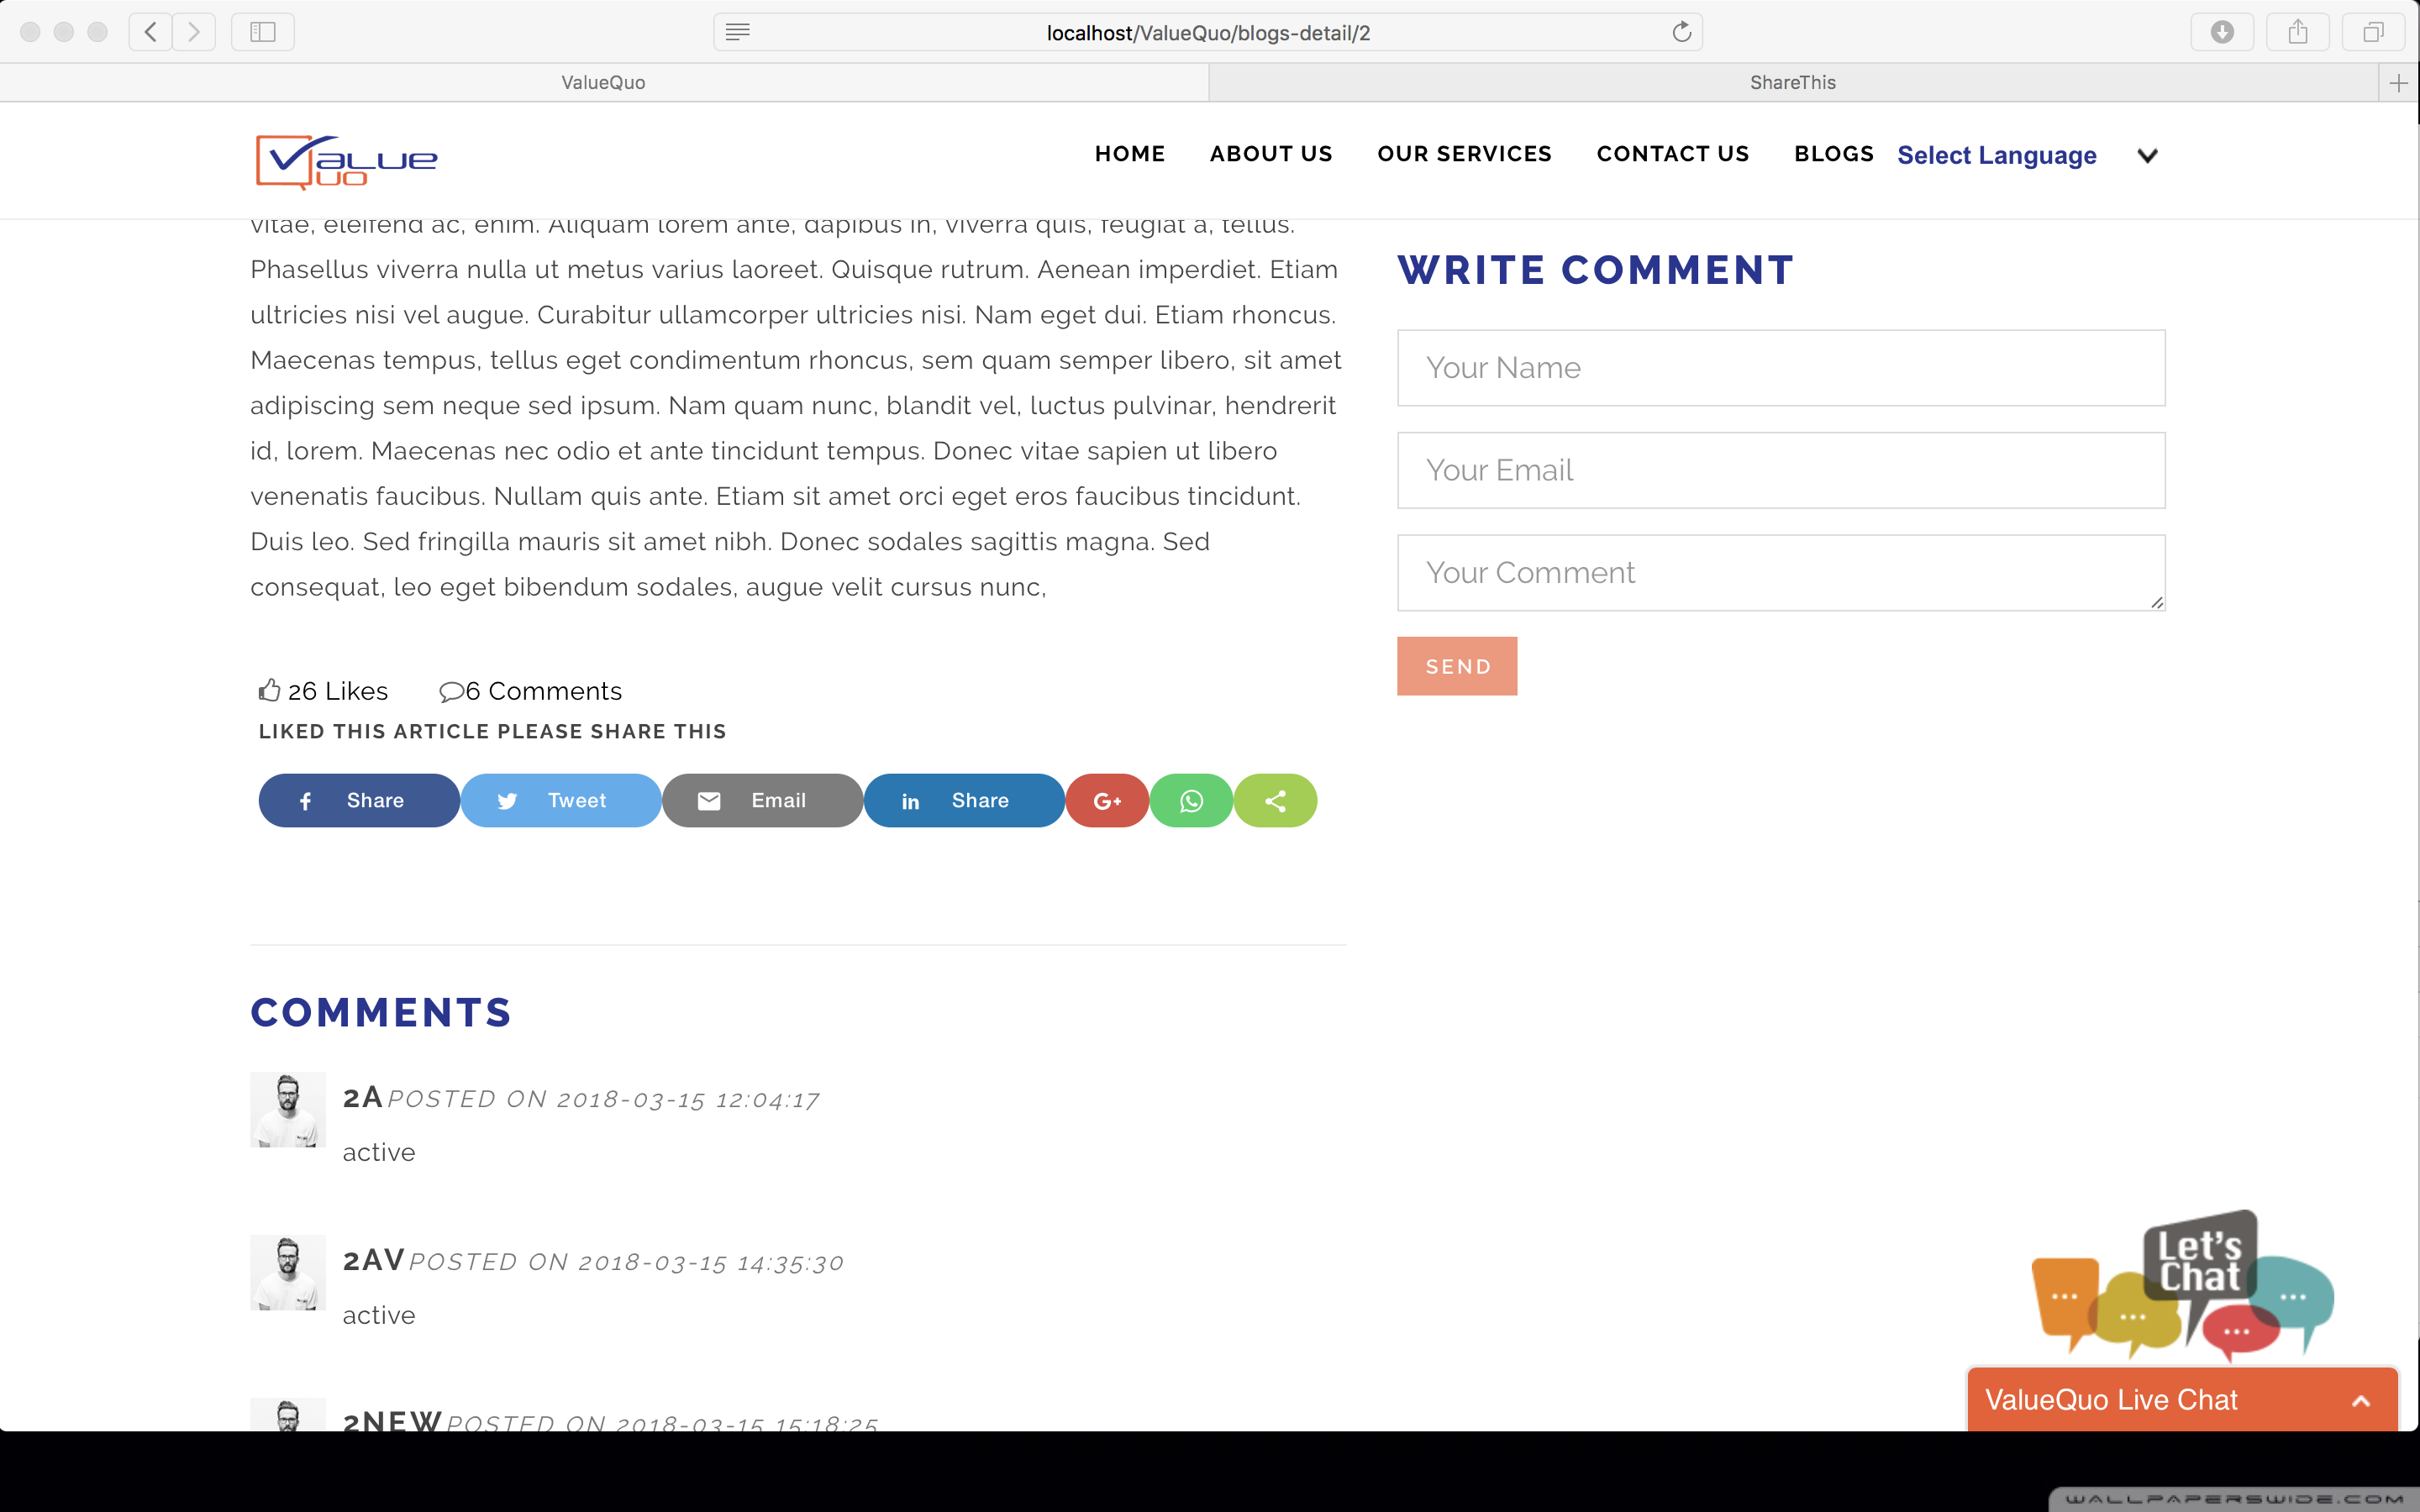 localhost/ValueQuo/blogs-detail/2
ValueQuo
ShareThis
Value
Quo
HOME
ABOUT US
OUR SERVICES
CONTACT US
BLOGS
Select Language
vitae, eleifend ac, enim. Aliquam lorem ante, dapibus in, viverra quis, feugiat a, tellus.
Phasellus viverra nulla ut metus varius laoreet. Quisque rutrum. Aenean imperdiet. Etiam
ultricies nisi vel augue. Curabitur ullamcorper ultricies nisi. Nam eget dui. Etiam rhoncus.
Maecenas tempus, tellus eget condimentum rhoncus, sem quam semper libero, sit amet
adipiscing sem neque sed ipsum. Nam quam nunc, blandit vel, luctus pulvinar, hendrerit
id, lorem. Maecenas nec odio et ante tincidunt tempus. Donec vitae sapien ut libero
venenatis faucibus. Nullam quis ante. Etiam sit amet orci eget eros faucibus tincidunt.
Duis leo. Sed fringilla mauris sit amet nibh. Donec sodales sagittis magna. Sed
consequat, leo eget bibendum sodales, augue velit cursus nunc,
26 Likes
6 Comments
LIKED THIS ARTICLE PLEASE SHARE THIS
f Share
Tweet
Email
in Share
G+
COMMENTS
2A POSTED ON 2018-03-15 12:04:17
active
2AV POSTED ON 2018-03-15 14:35:30
active
2NEW POSTED ON 2018-03-15 15:18:25
WRITE COMMENT
Your Name
Your Email
Your Comment
SEND
Let's
Chat
ValueQuo Live Chat
WALLPAPERSWIDE.COM